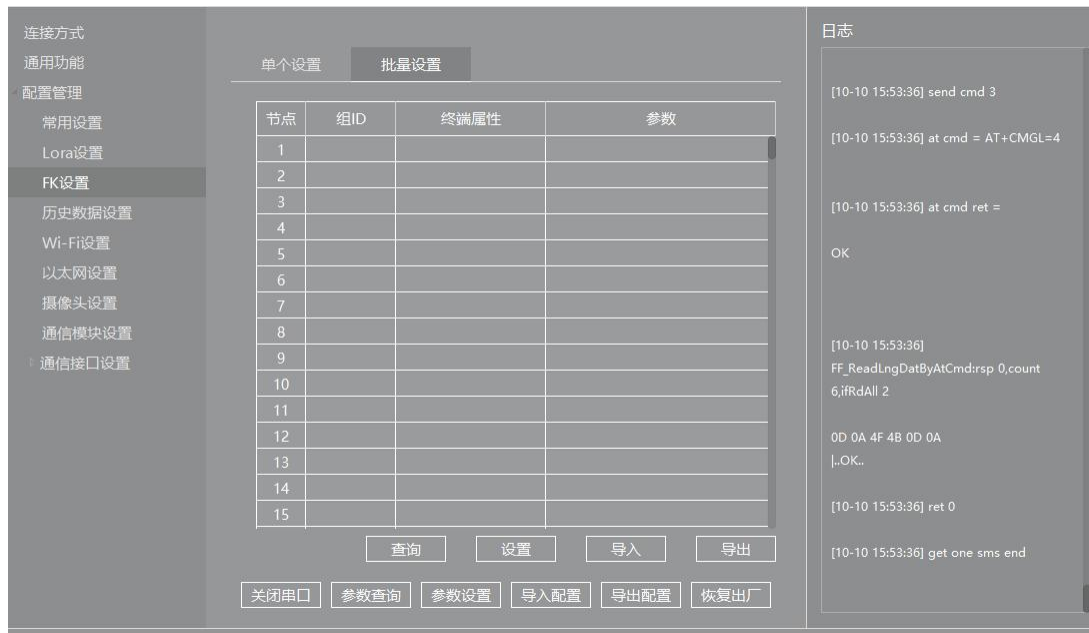 连接方式
通用功能
配置管理
常用设置
Lora设置
FK设置
历史数据设置
Wi-Fi设置
以太网设置
摄像头设置
通信模块设置
通信接口设置
单个设置 批量设置
节点 组ID 终端属性 参数
1
2
3
4
5
6
7
8
9
10
11
12
13
14
15
查询 设置 导入 导出
关闭串口 参数查询 参数设置 导入配置 导出配置 恢复出厂
日志
[10-10 15:53:36] send cmd 3
[10-10 15:53:36] at cmd = AT+CMGL=4
[10-10 15:53:36] at cmd ret =
OK
[10-10 15:53:36]
FF_ReadLngDatByAtCmd:rsp 0,count
6,ifRdAll 2
0D 0A 4F 4B 0D 0A
|..OK..
[10-10 15:53:36] ret 0
[10-10 15:53:36] get one sms end